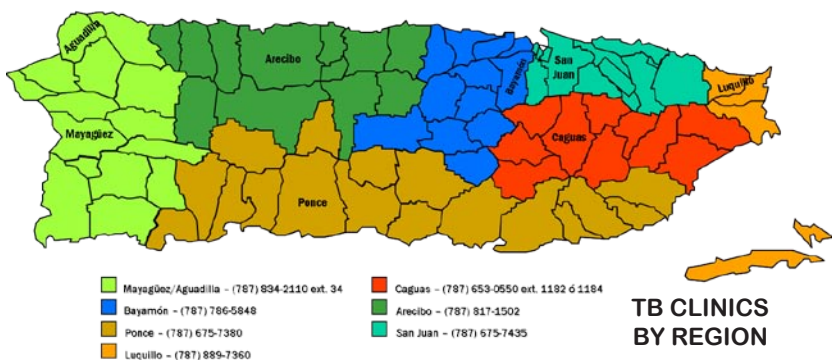 Aguadilla
Arecibo
Bayamón
San
Juan
Luquillo
Mayagüez
Caguas
Ponce
Mayagüez/Aguadilla – (787) 834-2110 ext. 34
Bayamón – (787) 786-5848
Ponce – (787) 675-7380
Luquillo – (787) 889-7360
Caguas – (787) 653-0550 ext. 1182 ó 1184
Arecibo – (787) 817-1502
San Juan – (787) 675-7435
TB CLINICS
BY REGION